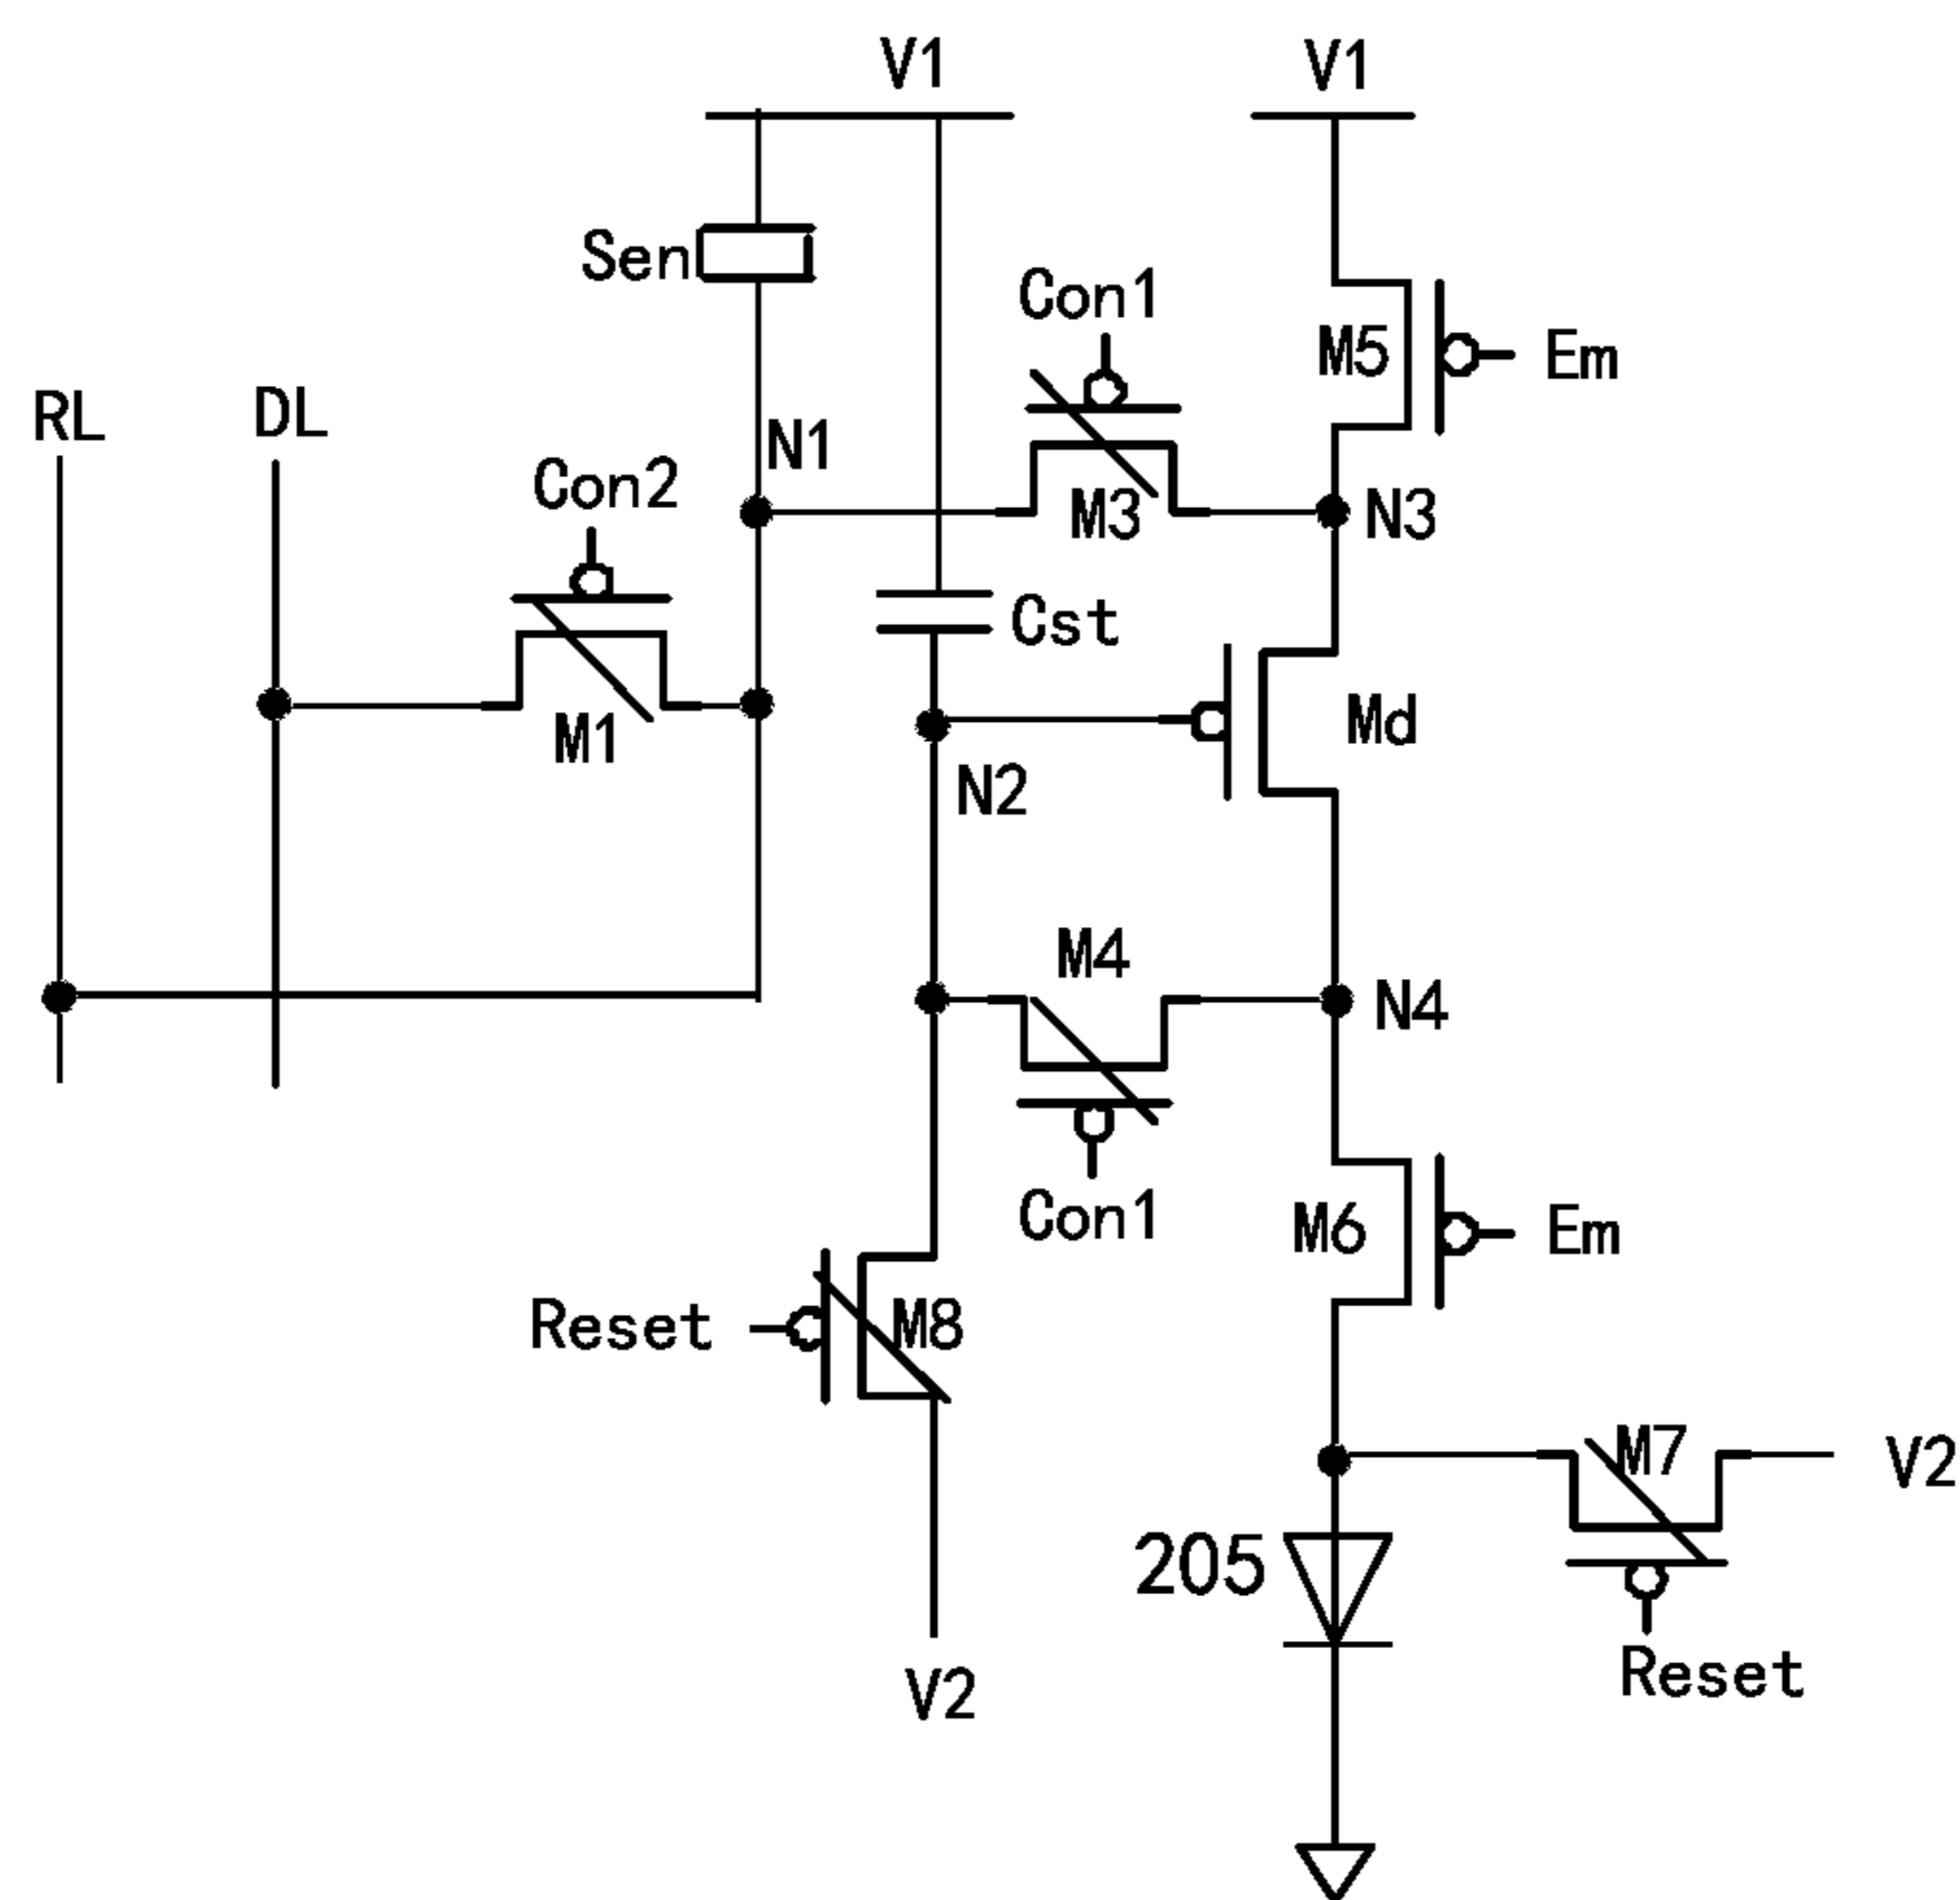 V1 V1
Sen
Con1
M5 Em
RL DL
N1
Con2
M3 N3
Cst
M1 Md
N2
M4
N4
Con1
M6 Em
Reset M8
M7 V2
205
Reset
V2